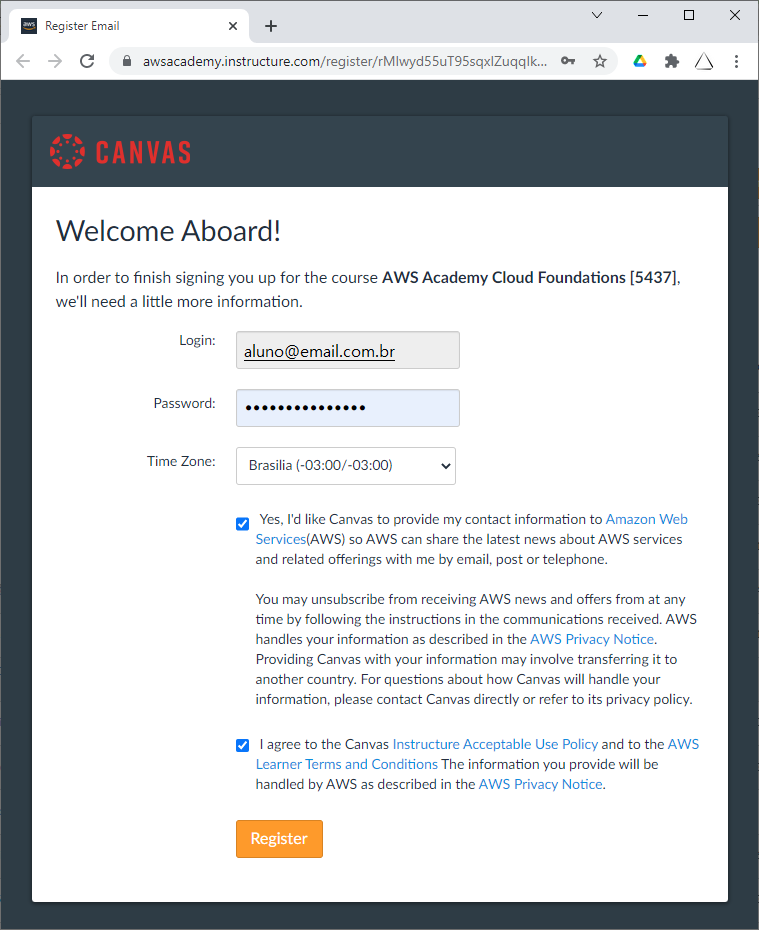 aws
Register Email
awsacademy.instructure.com/register/rMlwyd55uT95sqxlZuqqlk...
CANVAS
Welcome Aboard!
In order to finish signing you up for the course AWS Academy Cloud Foundations [5437],
we'll need a little more information.
Login:
aluno@email.com.br
Password:
•••••••••••••••
Time Zone:
Brasilia (-03:00/-03:00)
Yes, I'd like Canvas to provide my contact information to Amazon Web
Services(AWS) so AWS can share the latest news about AWS services
and related offerings with me by email, post or telephone.
You may unsubscribe from receiving AWS news and offers from at any
time by following the instructions in the communications received. AWS
handles your information as described in the AWS Privacy Notice.
Providing Canvas with your information may involve transferring it to
another country. For questions about how Canvas will handle your
information, please contact Canvas directly or refer to its privacy policy.
I agree to the Canvas Instructure Acceptable Use Policy and to the AWS
Learner Terms and Conditions The information you provide will be
handled by AWS as described in the AWS Privacy Notice.
Register